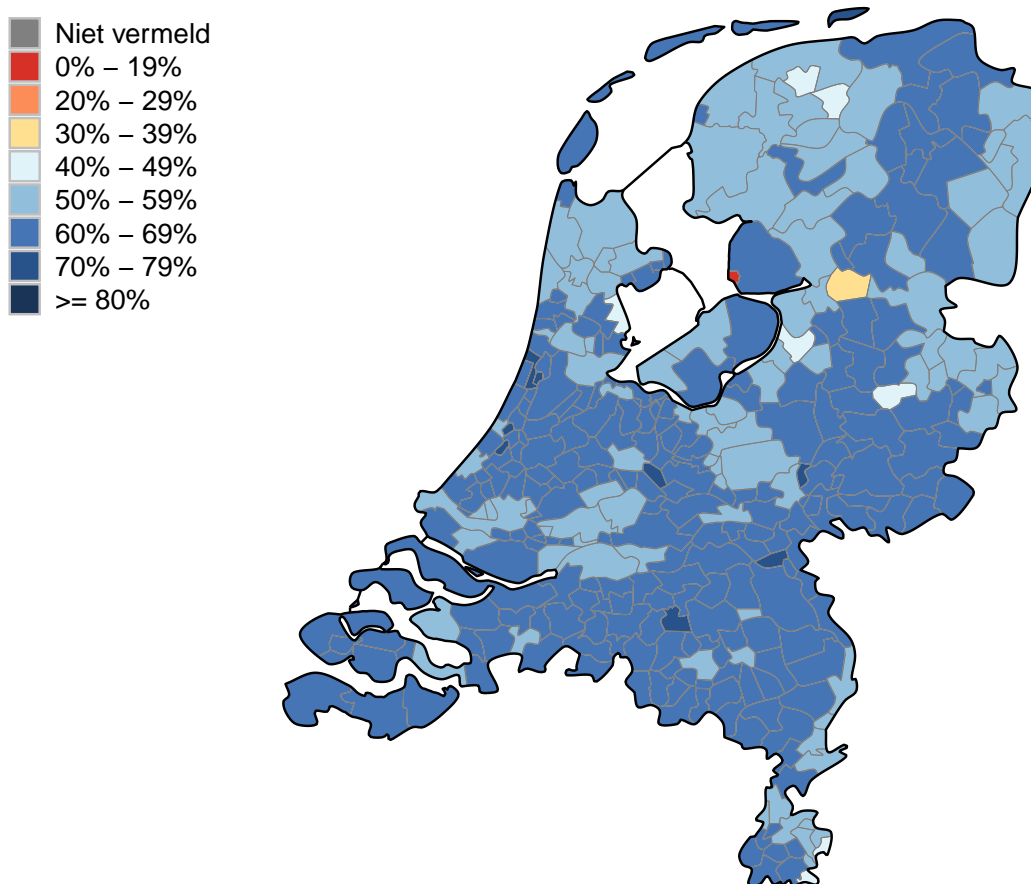 Niet vermeld
0% – 19%
20% – 29%
30% – 39%
40% – 49%
50% – 59%
60% – 69%
70% – 79%
>= 80%